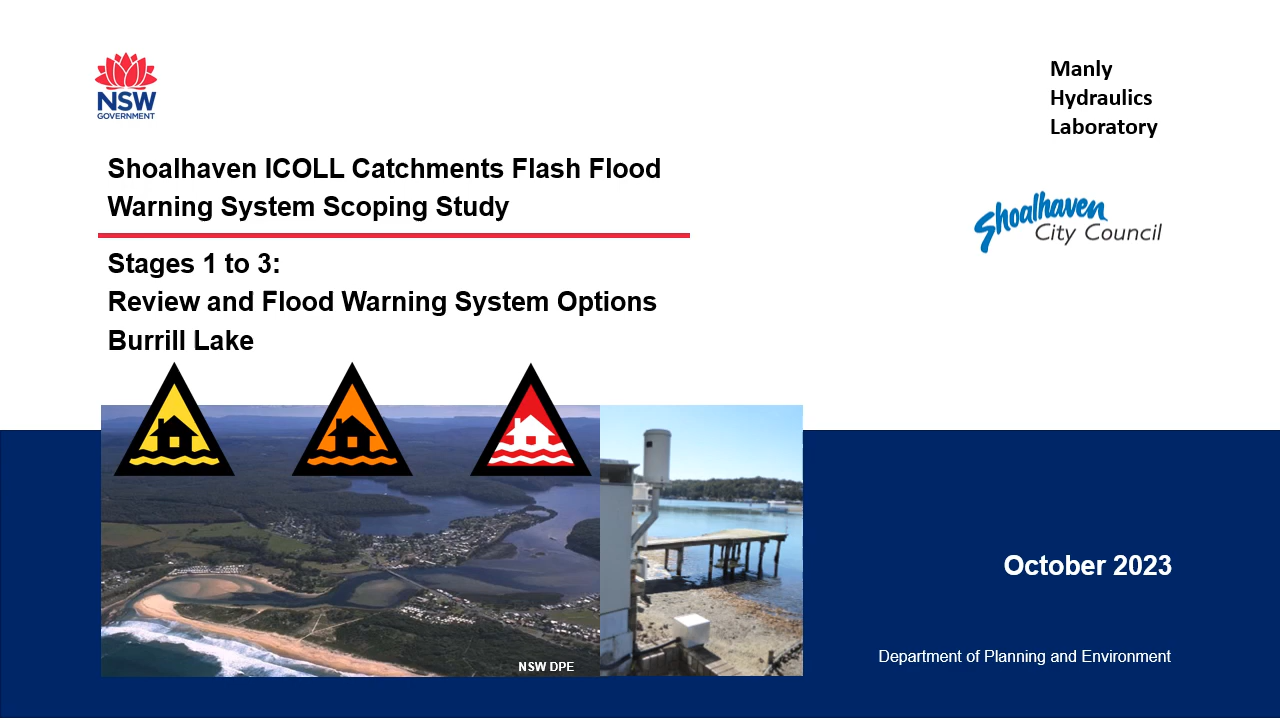 NSW
GOVERNMENT
Manly
Hydraulics
Laboratory
Shoalhaven ICOLL Catchments Flash Flood
Warning System Scoping Study
Shoalhaven
City Council
Stages 1 to 3:
Review and Flood Warning System Options
Burrill Lake
NSW DPE
October 2023
Department of Planning and Environment